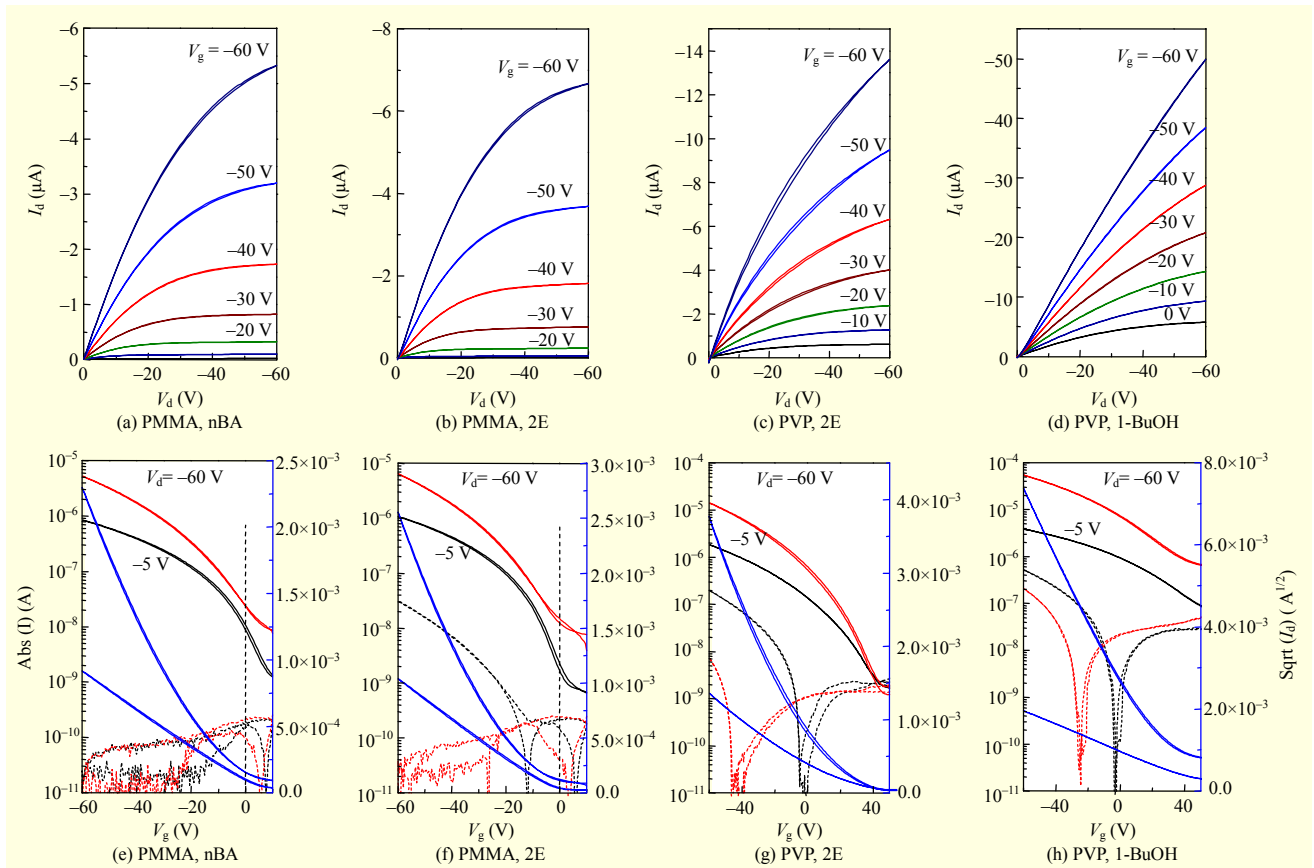 –6
–5
–4
–3
–2
–1
0
Vg = –60 V
–50 V
–40 V
–30 V
–20 V
0
–20
–40
–60
Id (μA)
Vd (V)
(a) PMMA, nBA
–8
–6
–4
–2
0
Vg = –60 V
–50 V
–40 V
–30 V
–20 V
0
–20
–40
–60
Id (μA)
Vd (V)
(b) PMMA, 2E
–14
–12
–10
–8
–6
–4
–2
0
Vg = –60 V
–50 V
–40 V
–30 V
–20 V
–10 V
0
–20
–40
–60
Id (μA)
Vd (V)
(c) PVP, 2E
–50
–40
–30
–20
–10
0
Vg = –60 V
–50 V
–40 V
–30 V
–20 V
–10 V
0 V
0
–20
–40
–60
Id (μA)
Vd (V)
(d) PVP, 1-BuOH
10⁻⁵
10⁻⁶
10⁻⁷
10⁻⁸
10⁻⁹
10⁻¹⁰
10⁻¹¹
Abs (I) (A)
Vd= –60 V
–5 V
2.5×10⁻³
2.0×10⁻³
1.5×10⁻³
1.0×10⁻³
5.0×10⁻⁴
0.0
–60
–40
–20
0
Vg (V)
(e) PMMA, nBA
10⁻⁵
10⁻⁶
10⁻⁷
10⁻⁸
10⁻⁹
10⁻¹⁰
10⁻¹¹
Vd= –60 V
–5 V
3.0×10⁻³
2.5×10⁻³
2.0×10⁻³
1.5×10⁻³
1.0×10⁻³
5.0×10⁻⁴
0.0
–60
–40
–20
0
Vg (V)
(f) PMMA, 2E
10⁻⁴
10⁻⁵
10⁻⁶
10⁻⁷
10⁻⁸
10⁻⁹
10⁻¹⁰
10⁻¹¹
Vd= –60 V
–5 V
4.0×10⁻³
3.0×10⁻³
2.0×10⁻³
1.0×10⁻³
0.0
–40
0
40
Vg (V)
(g) PVP, 2E
10⁻⁴
10⁻⁵
10⁻⁶
10⁻⁷
10⁻⁸
10⁻⁹
10⁻¹⁰
10⁻¹¹
Vd= –60 V
–5 V
8.0×10⁻³
6.0×10⁻³
4.0×10⁻³
2.0×10⁻³
0.0
Sqrt (Id) ( A¹ᐟ²)
–40
0
40
Vg (V)
(h) PVP, 1-BuOH